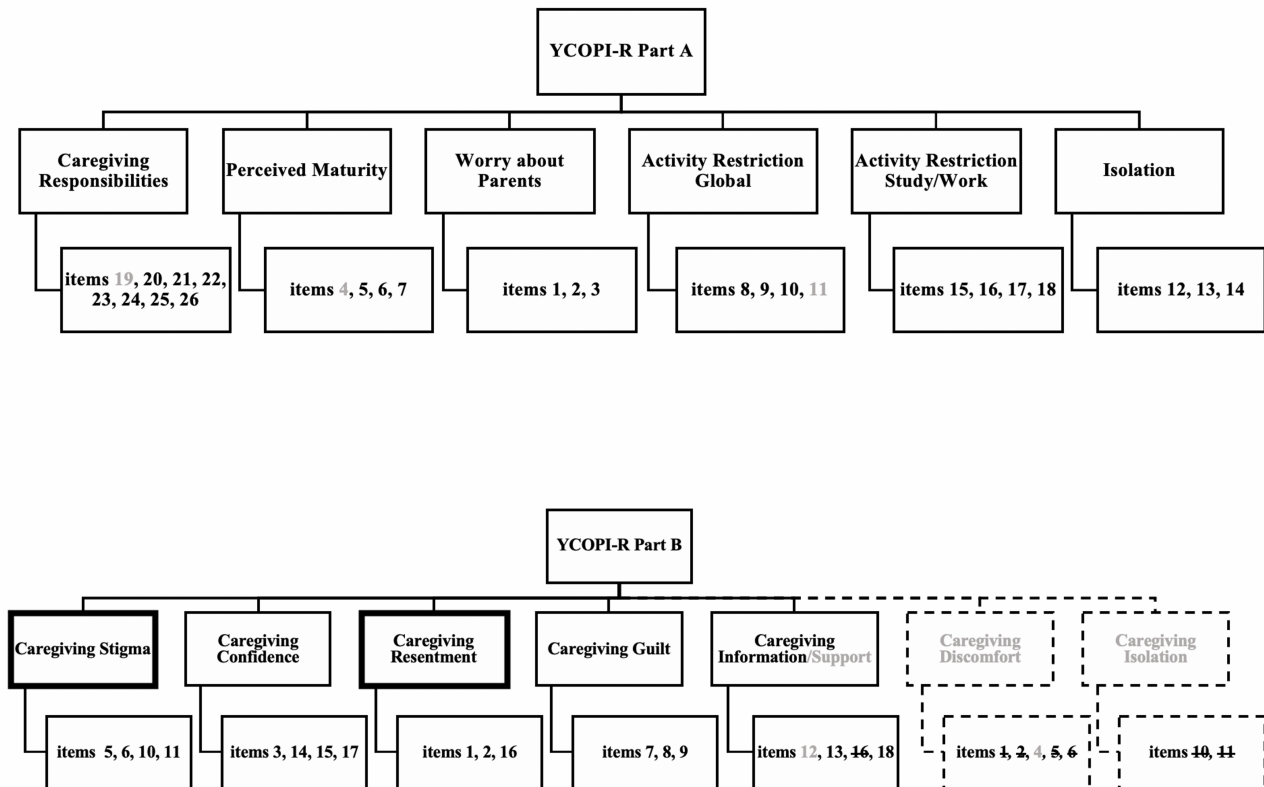 YCOPI-R Part A
Caregiving
Responsibilities
Perceived Maturity
Worry about
Parents
Activity Restriction
Global
Activity Restriction
Study/Work
Isolation
items 19, 20, 21, 22,
23, 24, 25, 26
items 4, 5, 6, 7
items 1, 2, 3
items 8, 9, 10, 11
items 15, 16, 17, 18
items 12, 13, 14
YCOPI-R Part B
Caregiving Stigma
Caregiving
Confidence
Caregiving
Resentment
Caregiving Guilt
Caregiving
Information/Support
Caregiving
Discomfort
Caregiving
Isolation
items 5, 6, 10, 11
items 3, 14, 15, 17
items 1, 2, 16
items 7, 8, 9
items 12, 13, 16, 18
items 1, 2, 4, 5, 6
items 10, 11